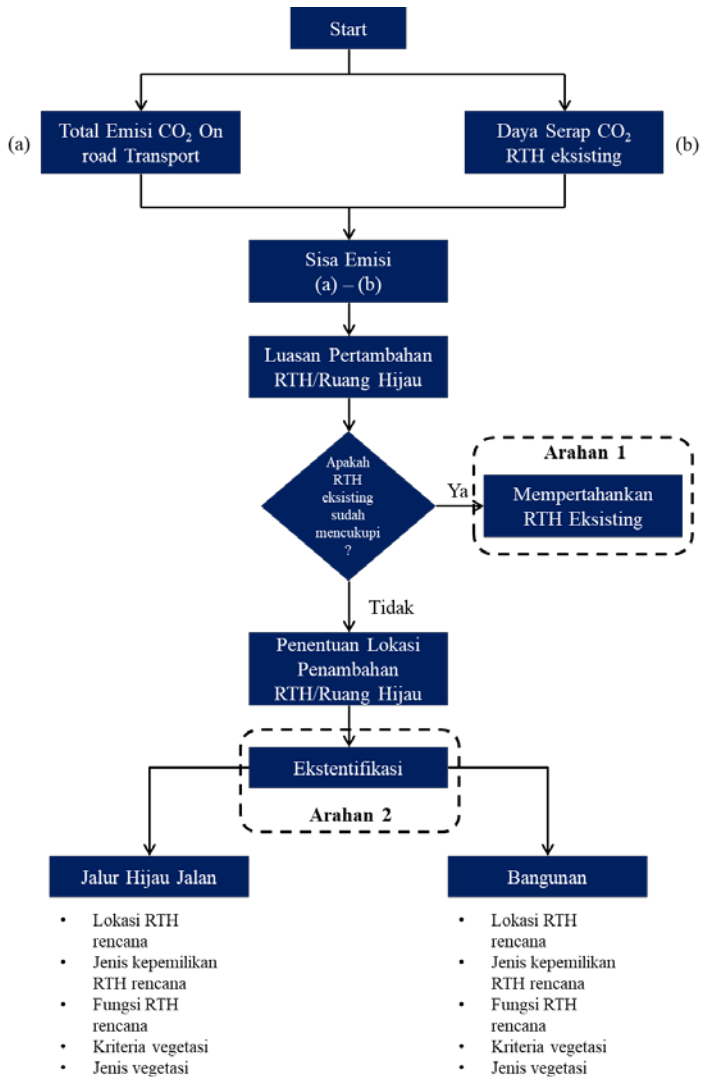 Start
(a)
Total Emisi CO₂ On
road Transport
Daya Serap CO₂
RTH eksisting
(b)
Sisa Emisi
(a) – (b)
Luasan Pertambahan
RTH/Ruang Hijau
Apakah
RTH
eksisting
sudah
mencukupi
?
Ya
Arahan 1
Mempertahankan
RTH Eksisting
Tidak
Penentuan Lokasi
Penambahan
RTH/Ruang Hijau
Ekstentifikasi
Arahan 2
Jalur Hijau Jalan
• Lokasi RTH
rencana
• Jenis kepemilikan
RTH rencana
• Fungsi RTH
rencana
• Kriteria vegetasi
• Jenis vegetasi
Bangunan
• Lokasi RTH
rencana
• Jenis kepemilikan
RTH rencana
• Fungsi RTH
rencana
• Kriteria vegetasi
• Jenis vegetasi